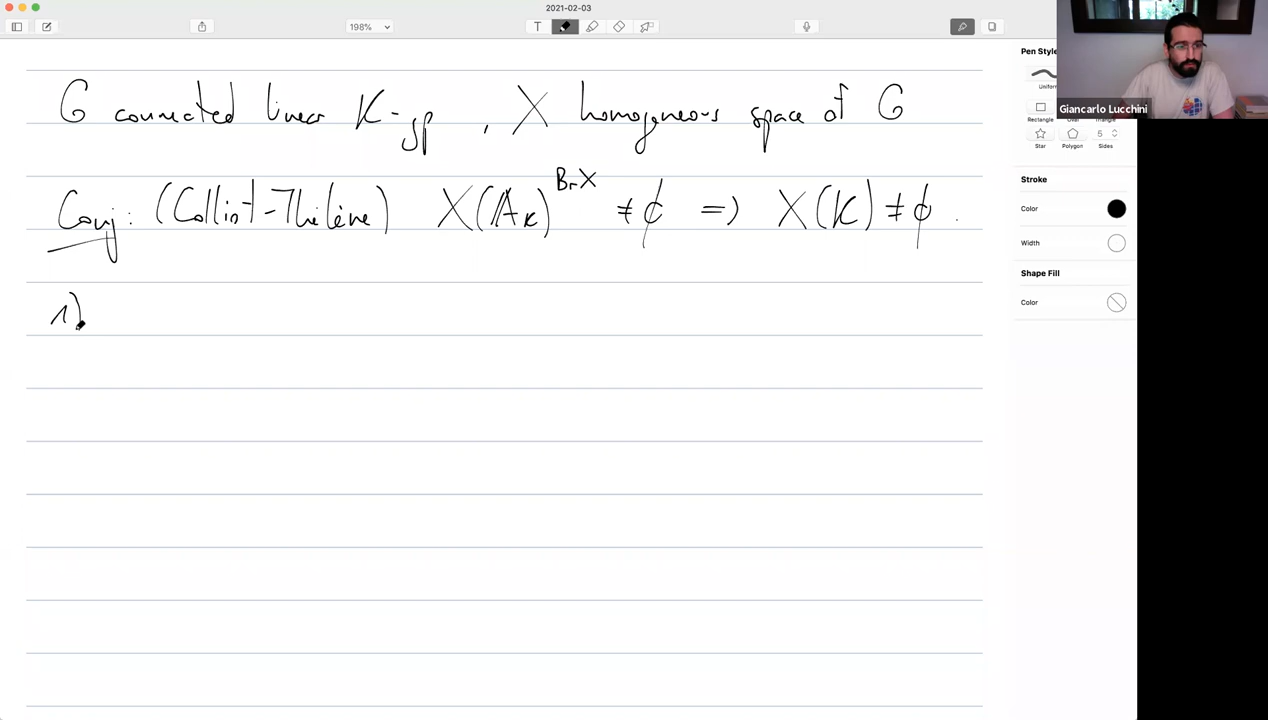 2021-02-03
198%
T
Pen Style
Uniform
Rectangle
Star
Polygon
5
Sides
Stroke
Color
Width
Shape Fill
Color
Giancarlo Lucchini
G connected linear K-gp, X homogeneous space of G
Conj: (Colliot-Thélène) X(𝔸_K)^{Br X} ≠ ∅ => X(K) ≠ ∅.
1)